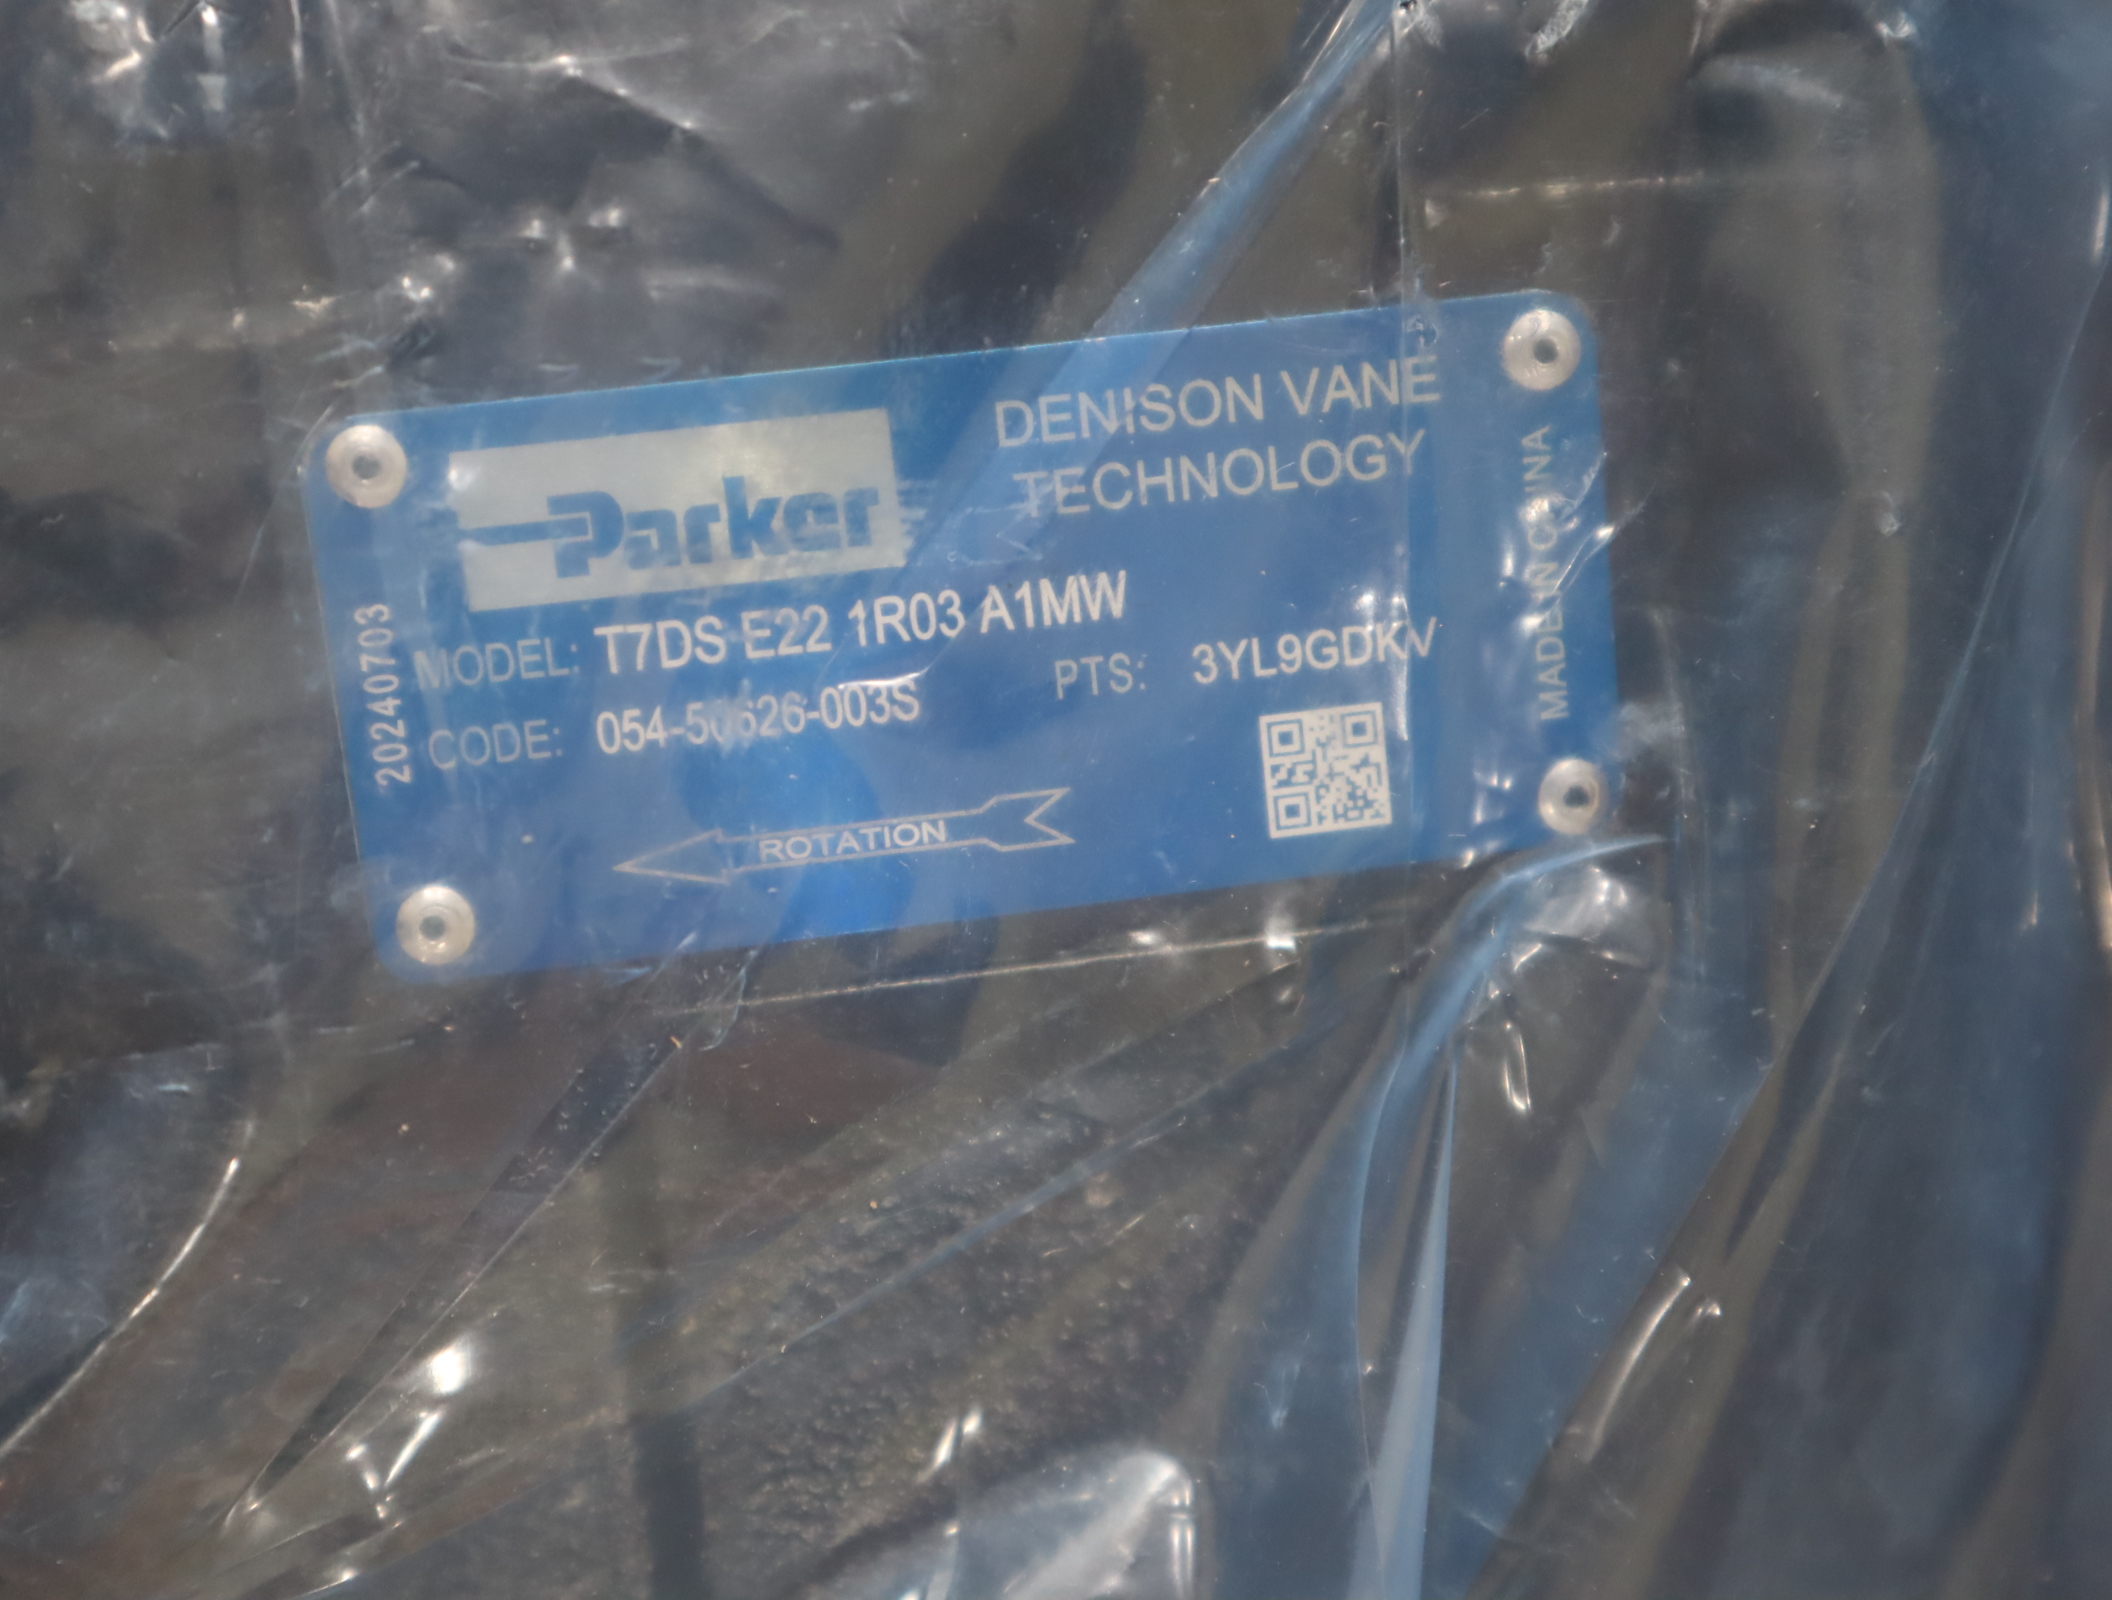 Parker
DENISON VANE
TECHNOLOGY
MADE IN CHINA
20240703
MODEL: T7DS E22 1R03 A1MW
CODE: 054-50626-003S
PTS: 3YL9GDKV
ROTATION